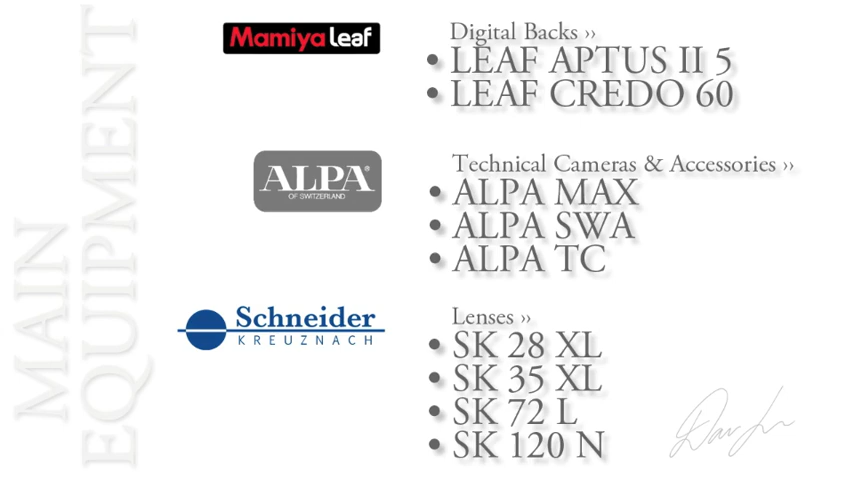 MAIN
EQUIPMENT
Mamiya Leaf
Digital Backs ››
• LEAF APTUS II 5
• LEAF CREDO 60
ALPA®
OF SWITZERLAND
Technical Cameras & Accessories ››
• ALPA MAX
• ALPA SWA
• ALPA TC
Schneider
KREUZNACH
Lenses ››
• SK 28 XL
• SK 35 XL
• SK 72 L
• SK 120 N